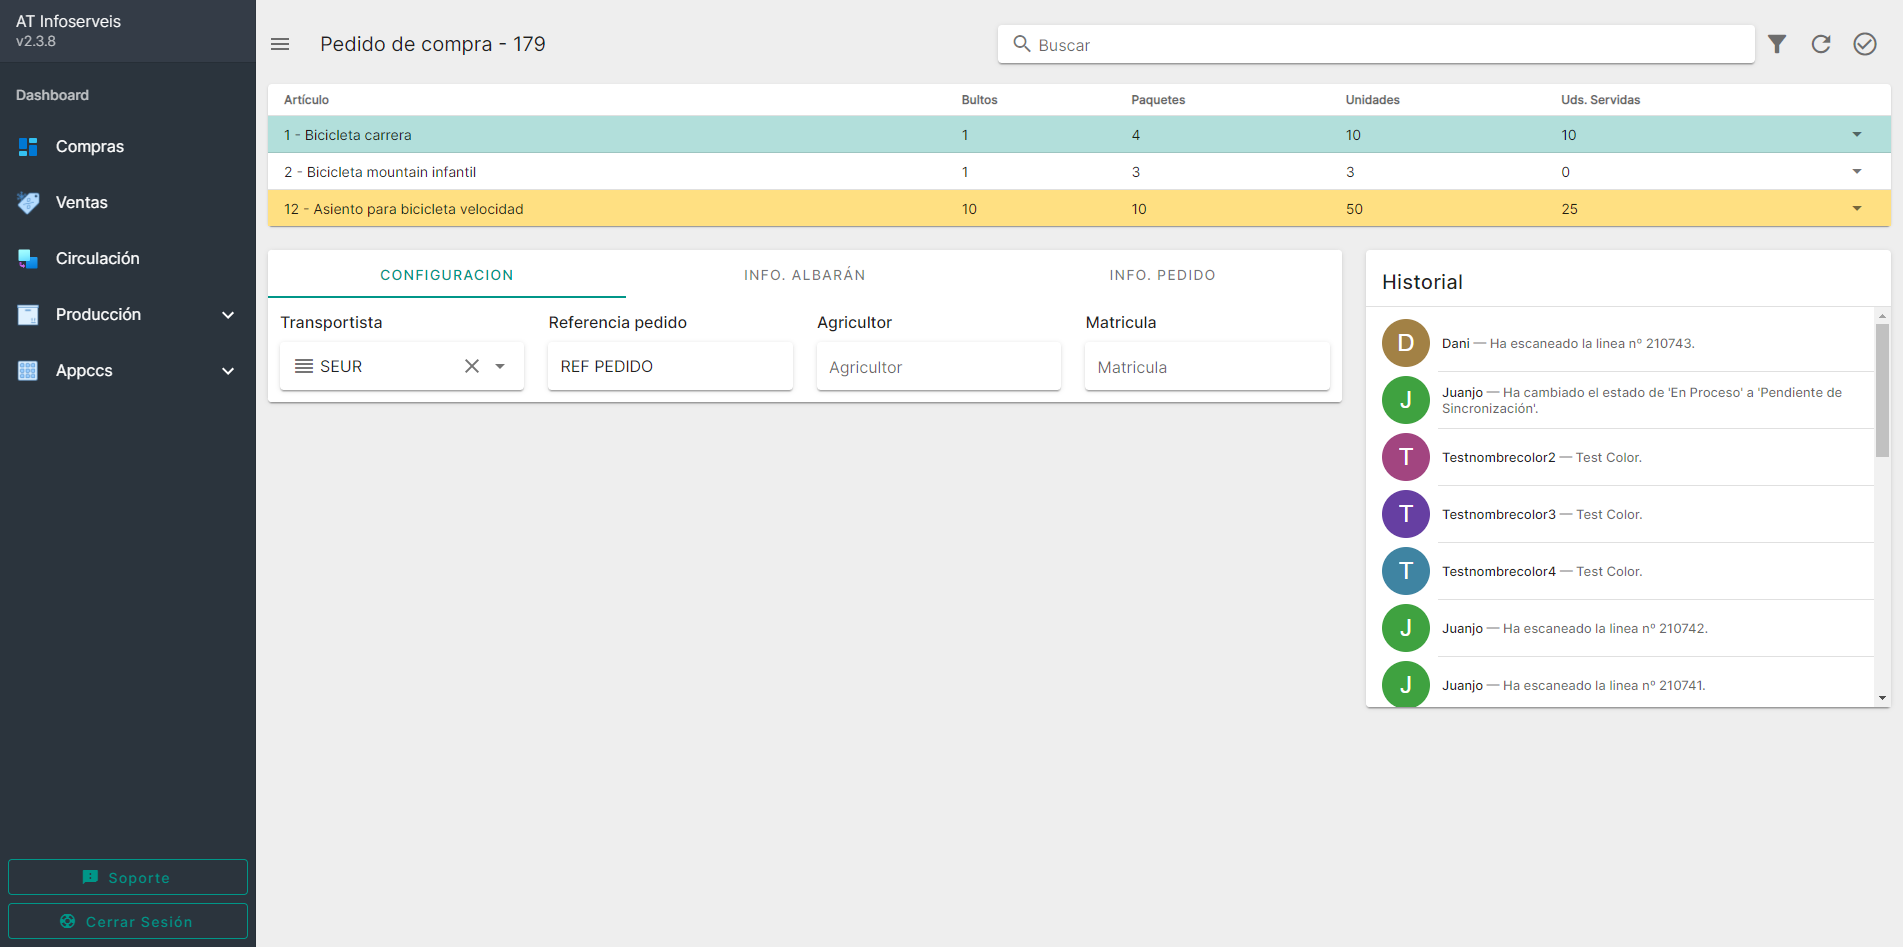 AT Infoserveis
v2.3.8
Dashboard
Compras
Ventas
Circulación
Producción
Appccs
Soporte
Cerrar Sesión
Pedido de compra - 179
Buscar
Artículo Bultos Paquetes Unidades Uds. Servidas
1 - Bicicleta carrera 1 4 10 10
2 - Bicicleta mountain infantil 1 3 3 0
12 - Asiento para bicicleta velocidad 10 10 50 25
CONFIGURACION INFO. ALBARÁN INFO. PEDIDO
Transportista Referencia pedido Agricultor Matricula
SEUR REF PEDIDO Agricultor Matricula
Historial
D Dani — Ha escaneado la linea nº 210743.
J Juanjo — Ha cambiado el estado de 'En Proceso' a 'Pendiente de
Sincronización'.
T Testnombrecolor2 — Test Color.
T Testnombrecolor3 — Test Color.
T Testnombrecolor4 — Test Color.
J Juanjo — Ha escaneado la linea nº 210742.
J Juanjo — Ha escaneado la linea nº 210741.